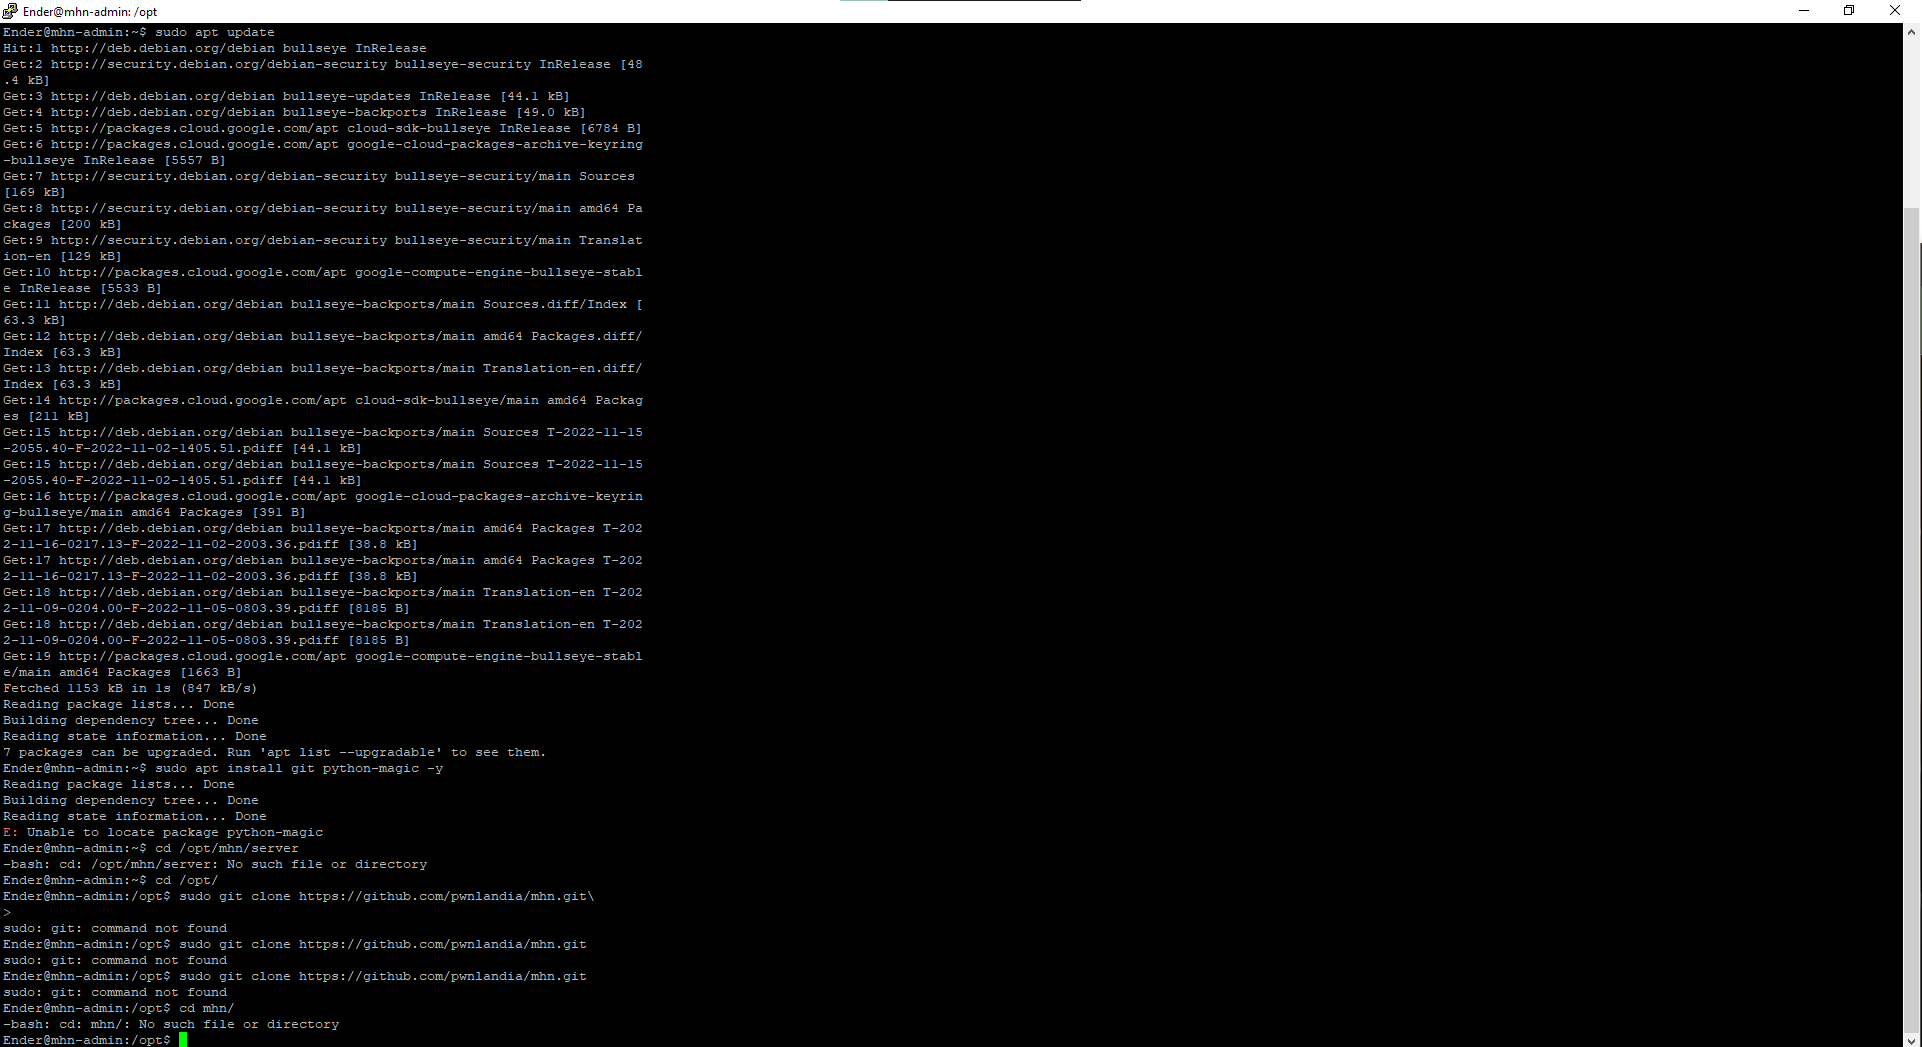 Ender@mhn-admin: /opt
Ender@mhn-admin:~$ sudo apt update
Hit:1 http://deb.debian.org/debian bullseye InRelease
Get:2 http://security.debian.org/debian-security bullseye-security InRelease [48
.4 kB]
Get:3 http://deb.debian.org/debian bullseye-updates InRelease [44.1 kB]
Get:4 http://deb.debian.org/debian bullseye-backports InRelease [49.0 kB]
Get:5 http://packages.cloud.google.com/apt cloud-sdk-bullseye InRelease [6784 B]
Get:6 http://packages.cloud.google.com/apt google-cloud-packages-archive-keyring
-bullseye InRelease [5557 B]
Get:7 http://security.debian.org/debian-security bullseye-security/main Sources
[169 kB]
Get:8 http://security.debian.org/debian-security bullseye-security/main amd64 Pa
ckages [200 kB]
Get:9 http://security.debian.org/debian-security bullseye-security/main Translat
ion-en [129 kB]
Get:10 http://packages.cloud.google.com/apt google-compute-engine-bullseye-stabl
e InRelease [5533 B]
Get:11 http://deb.debian.org/debian bullseye-backports/main Sources.diff/Index [
63.3 kB]
Get:12 http://deb.debian.org/debian bullseye-backports/main amd64 Packages.diff/
Index [63.3 kB]
Get:13 http://deb.debian.org/debian bullseye-backports/main Translation-en.diff/
Index [63.3 kB]
Get:14 http://packages.cloud.google.com/apt cloud-sdk-bullseye/main amd64 Packag
es [211 kB]
Get:15 http://deb.debian.org/debian bullseye-backports/main Sources T-2022-11-15
-2055.40-F-2022-11-02-1405.51.pdiff [44.1 kB]
Get:15 http://deb.debian.org/debian bullseye-backports/main Sources T-2022-11-15
-2055.40-F-2022-11-02-1405.51.pdiff [44.1 kB]
Get:16 http://packages.cloud.google.com/apt google-cloud-packages-archive-keyrin
g-bullseye/main amd64 Packages [391 B]
Get:17 http://deb.debian.org/debian bullseye-backports/main amd64 Packages T-202
2-11-16-0217.13-F-2022-11-02-2003.36.pdiff [38.8 kB]
Get:17 http://deb.debian.org/debian bullseye-backports/main amd64 Packages T-202
2-11-16-0217.13-F-2022-11-02-2003.36.pdiff [38.8 kB]
Get:18 http://deb.debian.org/debian bullseye-backports/main Translation-en T-202
2-11-09-0204.00-F-2022-11-05-0803.39.pdiff [8185 B]
Get:18 http://deb.debian.org/debian bullseye-backports/main Translation-en T-202
2-11-09-0204.00-F-2022-11-05-0803.39.pdiff [8185 B]
Get:19 http://packages.cloud.google.com/apt google-compute-engine-bullseye-stabl
e/main amd64 Packages [1663 B]
Fetched 1153 kB in 1s (847 kB/s)
Reading package lists... Done
Building dependency tree... Done
Reading state information... Done
7 packages can be upgraded. Run 'apt list --upgradable' to see them.
Ender@mhn-admin:~$ sudo apt install git python-magic -y
Reading package lists... Done
Building dependency tree... Done
Reading state information... Done
E: Unable to locate package python-magic
Ender@mhn-admin:~$ cd /opt/mhn/server
-bash: cd: /opt/mhn/server: No such file or directory
Ender@mhn-admin:~$ cd /opt/
Ender@mhn-admin:/opt$ sudo git clone https://github.com/pwnlandia/mhn.git\
>
sudo: git: command not found
Ender@mhn-admin:/opt$ sudo git clone https://github.com/pwnlandia/mhn.git
sudo: git: command not found
Ender@mhn-admin:/opt$ sudo git clone https://github.com/pwnlandia/mhn.git
sudo: git: command not found
Ender@mhn-admin:/opt$ cd mhn/
-bash: cd: mhn/: No such file or directory
Ender@mhn-admin:/opt$